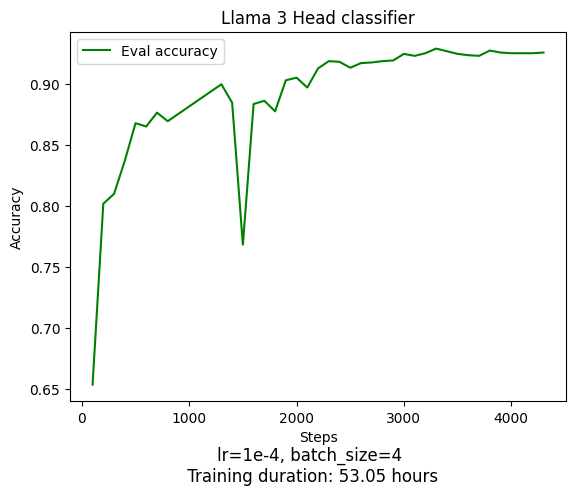 Llama 3 Head classifier
Eval accuracy
0.90
0.85
0.80
0.75
0.70
0.65
Accuracy
0
1000
2000
3000
4000
Steps
lr=1e-4, batch_size=4
Training duration: 53.05 hours